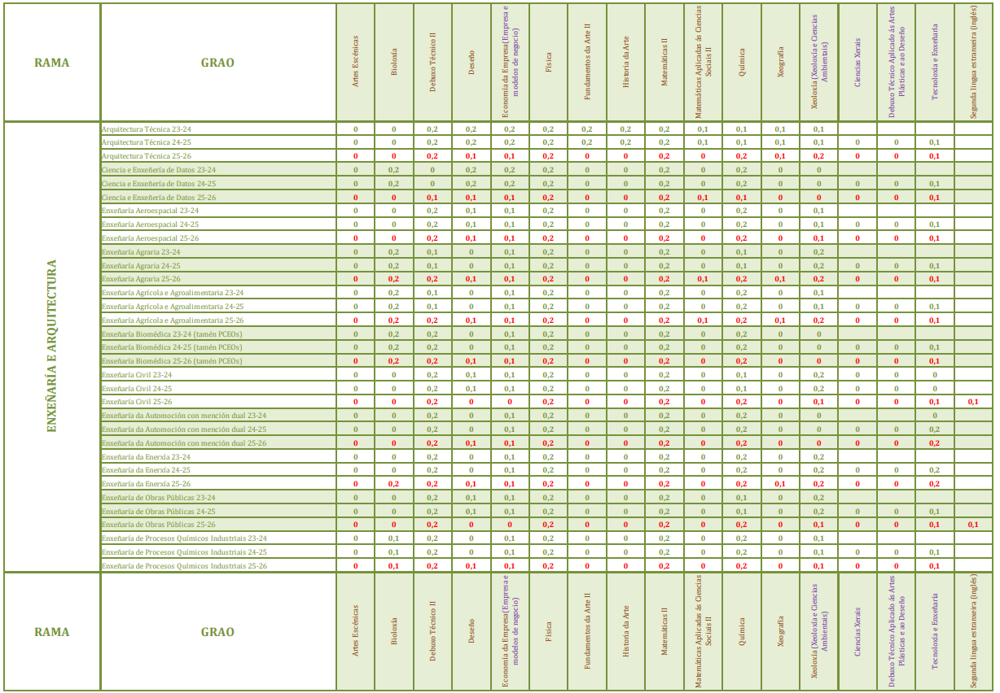 RAMA
GRAO
Artes Escénicas
Bioloxía
Debuxo Técnico II
Deseño
Economía da Empresa (Empresa e
modelos de negocio)
Física
Fundamentos da Arte II
Historia da Arte
Matemáticas II
Matemáticas Aplicadas ás Ciencias
Sociais II
Química
Xeografía
Xeoloxía (Xeoloxía e Ciencias
Ambientais)
Ciencias Xerais
Debuxo Técnico Aplicado ás Artes
Plásticas e ao Deseño
Tecnoloxía e Enxeñaría
Segunda lingua estranxeira (inglés)
ENXEÑARÍA E ARQUITECTURA
Arquitectura Técnica 23-24 0 0 0,2 0,2 0,2 0,2 0,2 0,2 0,2 0,1 0,1 0,1 0,1
Arquitectura Técnica 24-25 0 0 0,2 0,2 0,2 0,2 0,2 0,2 0,2 0,1 0,1 0,1 0,1 0 0 0,1
Arquitectura Técnica 25-26 0 0 0,2 0,1 0,1 0,2 0 0 0,2 0 0,2 0,1 0,2 0 0 0,1
Ciencia e Enxeñería de Datos 23-24 0 0,2 0 0,2 0,2 0,2 0 0 0,2 0 0,2 0 0
Ciencia e Enxeñería de Datos 24-25 0 0,2 0 0,2 0,2 0,2 0 0 0,2 0 0,2 0 0 0 0 0,1
Ciencia e Enxeñería de Datos 25-26 0 0 0,1 0,1 0,1 0,2 0 0 0,2 0,1 0,1 0 0 0 0 0,1
Enxeñaría Aeroespacial 23-24 0 0 0,2 0 0,1 0,2 0 0 0,2 0 0,2 0 0,1
Enxeñaría Aeroespacial 24-25 0 0 0,2 0 0,1 0,2 0 0 0,2 0 0,2 0 0,1 0 0 0,1
Enxeñaría Aeroespacial 25-26 0 0 0,2 0,1 0,1 0,2 0 0 0,2 0 0,2 0 0,1 0 0 0,1
Enxeñaría Agraria 23-24 0 0,2 0,1 0 0,1 0,2 0 0 0,2 0 0,1 0 0,2
Enxeñaría Agraria 24-25 0 0,2 0,1 0 0,1 0,2 0 0 0,2 0 0,2 0 0,2 0 0 0,1
Enxeñaría Agraria 25-26 0 0,2 0,2 0,1 0,1 0,2 0 0 0,2 0,1 0,2 0,1 0,2 0 0 0,1
Enxeñaría Agrícola e Agroalimentaria 23-24 0 0,2 0,1 0 0,1 0,2 0 0 0,2 0 0,2 0 0,1
Enxeñaría Agrícola e Agroalimentaria 24-25 0 0,2 0,1 0 0,1 0,2 0 0 0,2 0 0,2 0 0,1 0 0 0,1
Enxeñaría Agrícola e Agroalimentaria 25-26 0 0,2 0,2 0,1 0,1 0,2 0 0 0,2 0,1 0,2 0,1 0,2 0 0 0,1
Enxeñaría Biomédica 23-24 (tamén PCEOs) 0 0,2 0,2 0 0,1 0,2 0 0 0,2 0 0,2 0 0
Enxeñaría Biomédica 24-25 (tamén PCEOs) 0 0,2 0,2 0 0,1 0,2 0 0 0,2 0 0,2 0 0 0 0 0,1
Enxeñaría Biomédica 25-26 (tamén PCEOs) 0 0,2 0,2 0,1 0,1 0,2 0 0 0,2 0 0,2 0 0 0 0 0,1
Enxeñaría Civil 23-24 0 0 0,2 0,1 0,1 0,2 0 0 0,2 0 0,1 0 0,2 0 0 0
Enxeñaría Civil 24-25 0 0 0,2 0,1 0,1 0,2 0 0 0,2 0 0,1 0 0,2 0 0 0
Enxeñaría Civil 25-26 0 0 0,2 0 0 0,2 0 0 0,2 0 0,2 0 0,1 0 0 0,1 0,1
Enxeñaría da Automoción con mención dual 23-24 0 0 0,2 0 0,1 0,2 0 0 0,2 0 0,2 0 0 0
Enxeñaría da Automoción con mención dual 24-25 0 0 0,2 0 0,1 0,2 0 0 0,2 0 0,2 0 0 0 0 0,2
Enxeñaría da Automoción con mención dual 25-26 0 0 0,2 0,1 0,1 0,2 0 0 0,2 0 0,2 0 0 0 0 0,2
Enxeñaría da Enerxía 23-24 0 0 0,2 0 0,1 0,2 0 0 0,2 0 0,2 0 0,2
Enxeñaría da Enerxía 24-25 0 0 0,2 0 0,1 0,2 0 0 0,2 0 0,2 0 0,2 0 0 0,2
Enxeñaría da Enerxía 25-26 0 0,2 0,2 0,1 0,1 0,2 0 0 0,2 0 0,2 0,1 0,2 0 0 0,2
Enxeñaría de Obras Públicas 23-24 0 0 0,2 0,1 0,1 0,2 0 0 0,2 0 0,1 0 0,2
Enxeñaría de Obras Públicas 24-25 0 0 0,2 0,1 0,1 0,2 0 0 0,2 0 0,1 0 0,2 0 0 0,1
Enxeñaría de Obras Públicas 25-26 0 0 0,2 0 0 0,2 0 0 0,2 0 0,2 0 0,1 0 0 0,1 0,1
Enxeñaría de Procesos Químicos Industriais 23-24 0 0,1 0,2 0 0,1 0,2 0 0 0,2 0 0,2 0 0,1
Enxeñaría de Procesos Químicos Industriais 24-25 0 0,1 0,2 0 0,1 0,2 0 0 0,2 0 0,2 0 0,1 0 0 0,1
Enxeñaría de Procesos Químicos Industriais 25-26 0 0,1 0,2 0,1 0,1 0,2 0 0 0,2 0 0,2 0 0,1 0 0 0,1
RAMA
GRAO
Artes Escénicas
Bioloxía
Debuxo Técnico II
Deseño
Economía da Empresa (Empresa e
modelos de negocio)
Física
Fundamentos da Arte II
Historia da Arte
Matemáticas II
Matemáticas Aplicadas ás Ciencias
Sociais II
Química
Xeografía
Xeoloxía (Xeoloxía e Ciencias
Ambientais)
Ciencias Xerais
Debuxo Técnico Aplicado ás Artes
Plásticas e ao Deseño
Tecnoloxía e Enxeñaría
Segunda lingua estranxeira (inglés)